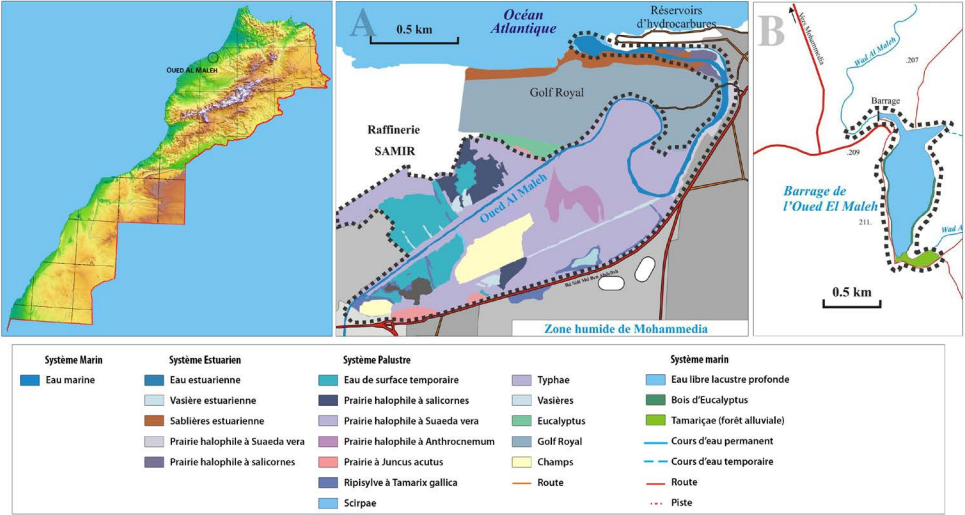 OUED AL MALEH
A
0.5 km
Océan
Atlantique
Réservoirs
d'hydrocarbures
Golf Royal
Raffinerie
SAMIR
Oued Al Maleh
Zone humide de Mohammedia
B
Vers Mohammedia
Wad Al Maleh
.207
Barrage
.209
Barrage de
l'Oued El Maleh
211.
Wad A
0.5 km
Système Marin
Eau marine
Système Estuarien
Eau estuarienne
Vasière estuarienne
Sablières estuarienne
Prairie halophile à Suaeda vera
Prairie halophile à salicornes
Système Palustre
Eau de surface temporaire
Prairie halophile à salicornes
Prairie halophile à Suaeda vera
Prairie halophile à Anthrocnemum
Prairie à Juncus acutus
Ripisylve à Tamarix gallica
Scirpae
Typhae
Vasières
Eucalyptus
Golf Royal
Champs
Route
Système marin
Eau libre lacustre profonde
Bois d'Eucalyptus
Tamariçae (forêt alluviale)
Cours d'eau permanent
Cours d'eau temporaire
Route
Piste